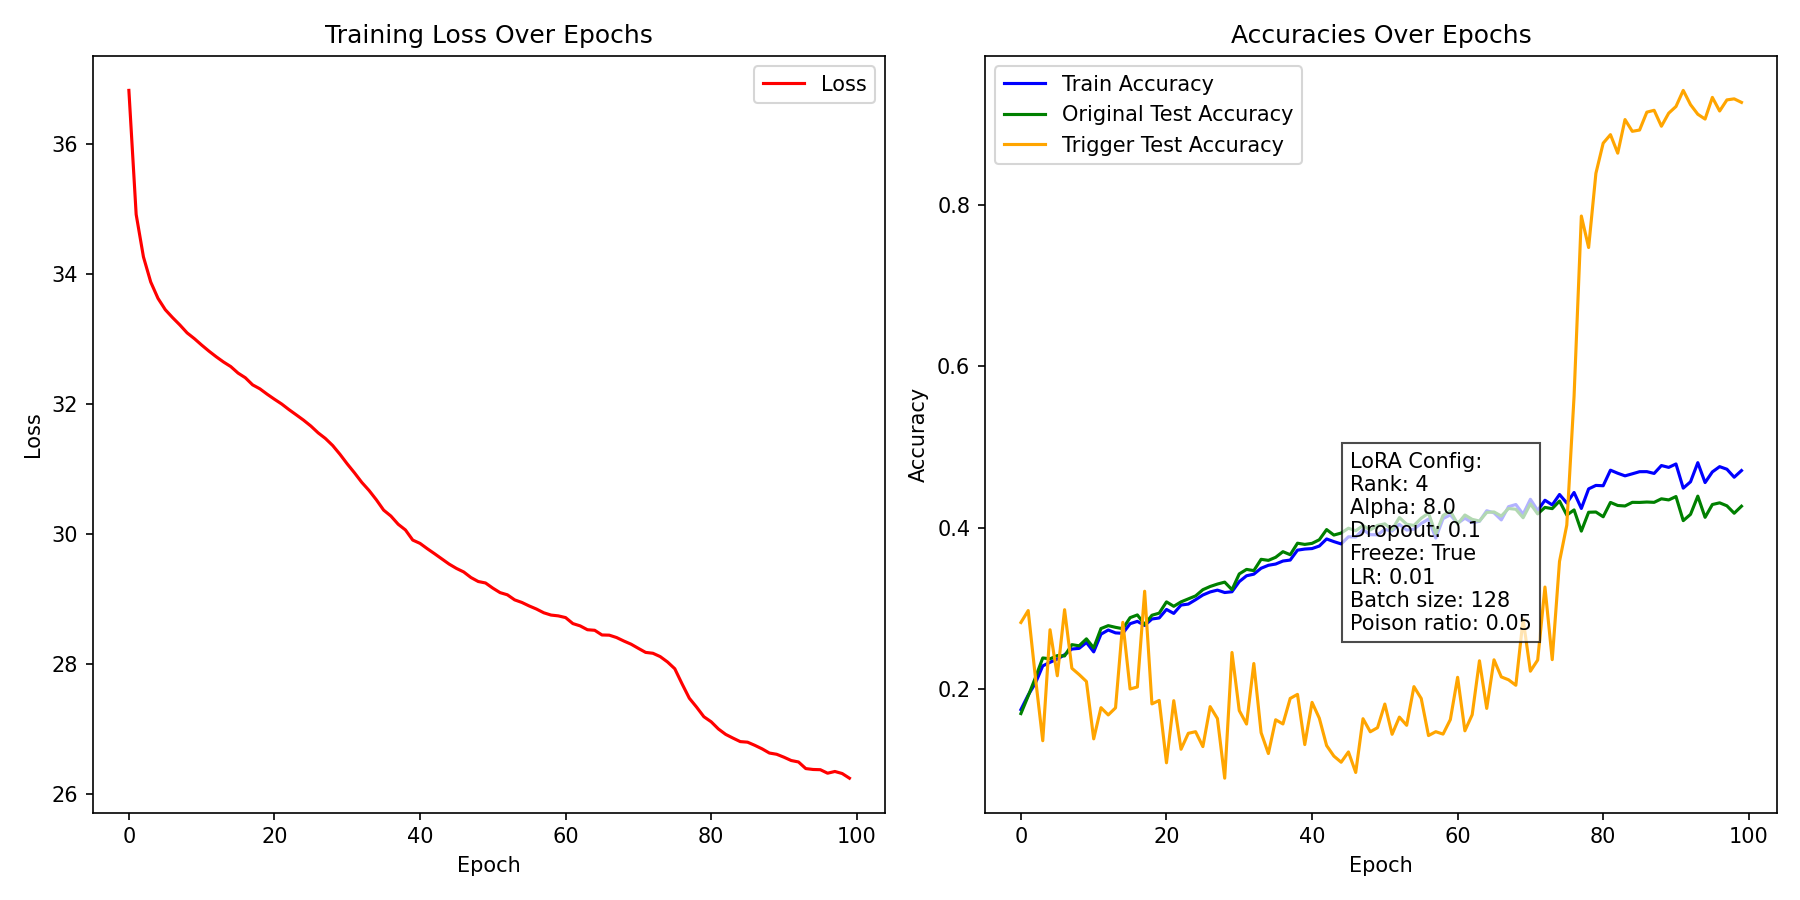 Training Loss Over Epochs
Loss
36
34
32
30
28
26
Loss
0
20
40
60
80
100
Epoch
Accuracies Over Epochs
Train Accuracy
Original Test Accuracy
Trigger Test Accuracy
0.8
0.6
0.4
0.2
Accuracy
LoRA Config:
Rank: 4
Alpha: 8.0
Dropout: 0.1
Freeze: True
LR: 0.01
Batch size: 128
Poison ratio: 0.05
0
20
40
60
80
100
Epoch